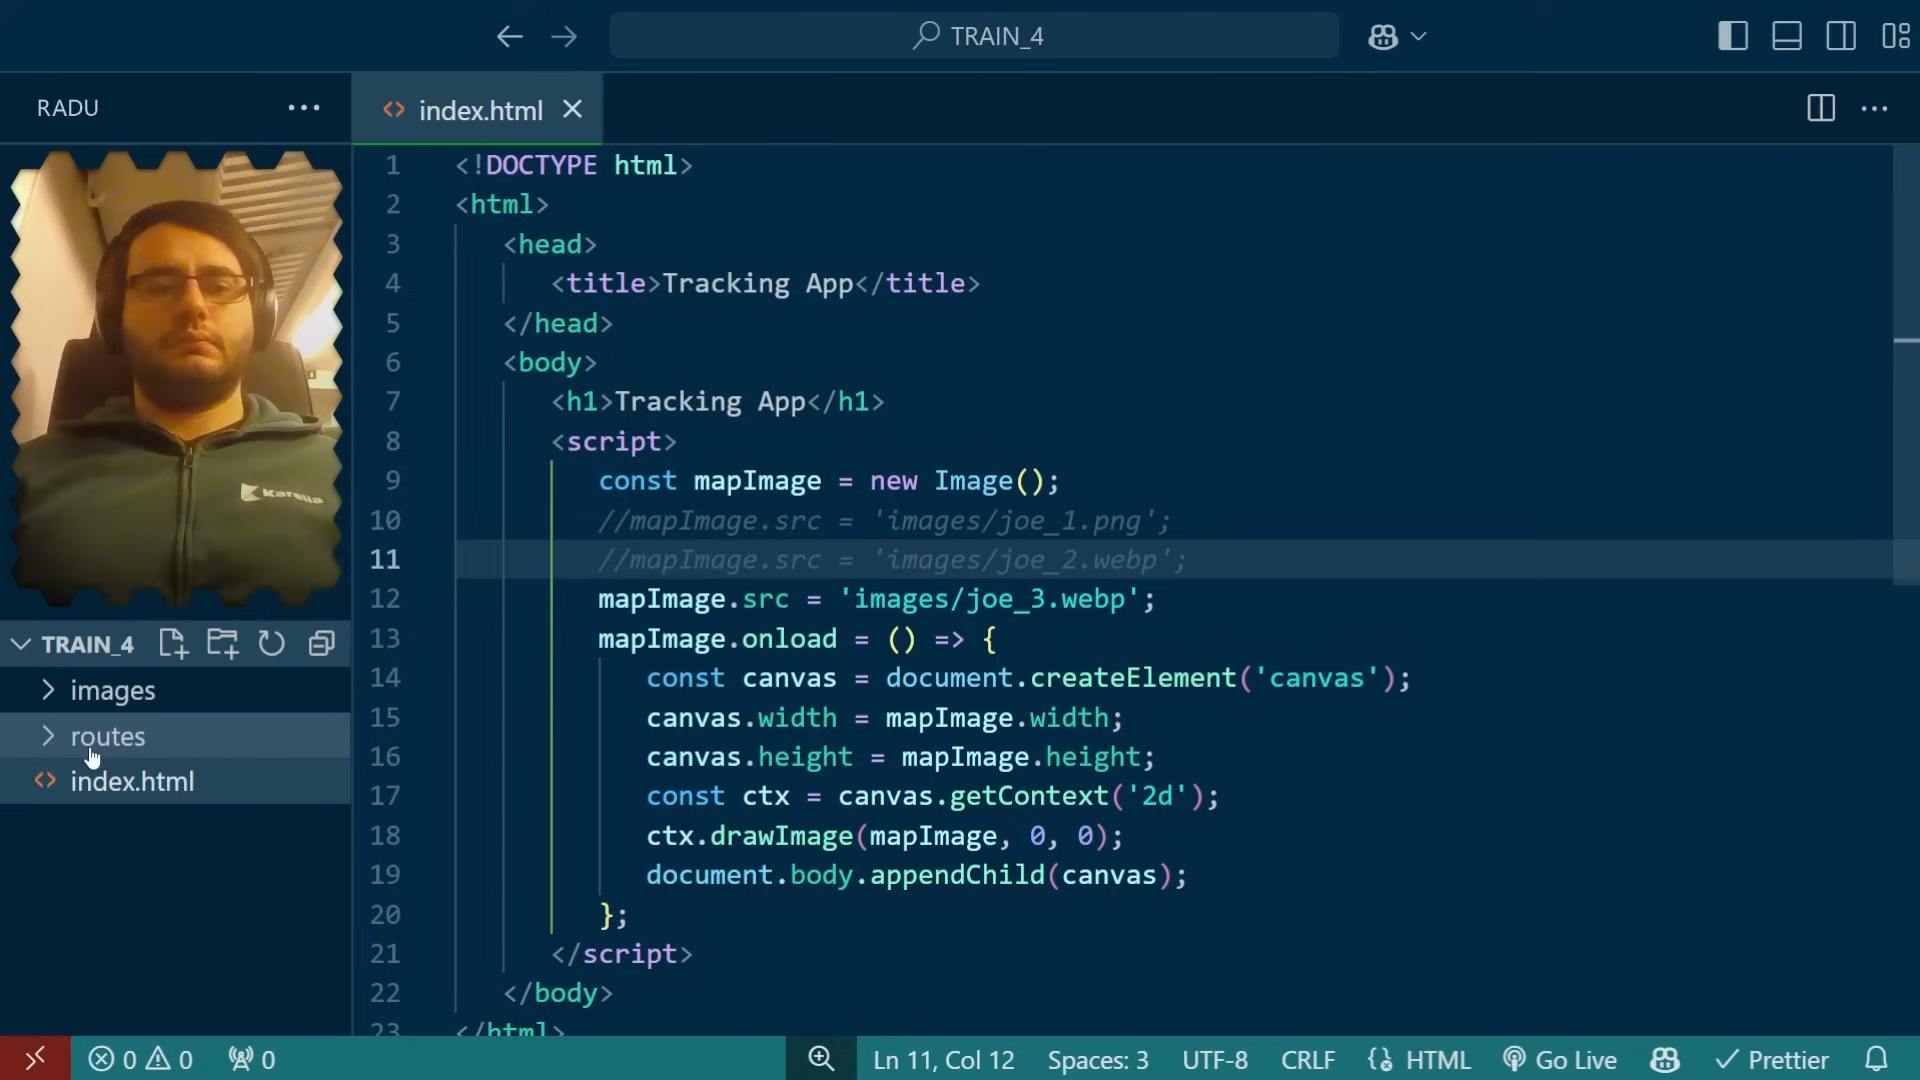 TRAIN_4
RADU
index.html
Karelia
TRAIN_4
images
routes
index.html
1 <!DOCTYPE html>
2 <html>
3 <head>
4 <title>Tracking App</title>
5 </head>
6 <body>
7 <h1>Tracking App</h1>
8 <script>
9 const mapImage = new Image();
10 //mapImage.src = 'images/joe_1.png';
11 //mapImage.src = 'images/joe_2.webp';
12 mapImage.src = 'images/joe_3.webp';
13 mapImage.onload = () => {
14 const canvas = document.createElement('canvas');
15 canvas.width = mapImage.width;
16 canvas.height = mapImage.height;
17 const ctx = canvas.getContext('2d');
18 ctx.drawImage(mapImage, 0, 0);
19 document.body.appendChild(canvas);
20 };
21 </script>
22 </body>
23 </html>
0 0 0 Ln 11, Col 12 Spaces: 3 UTF-8 CRLF HTML Go Live Prettier